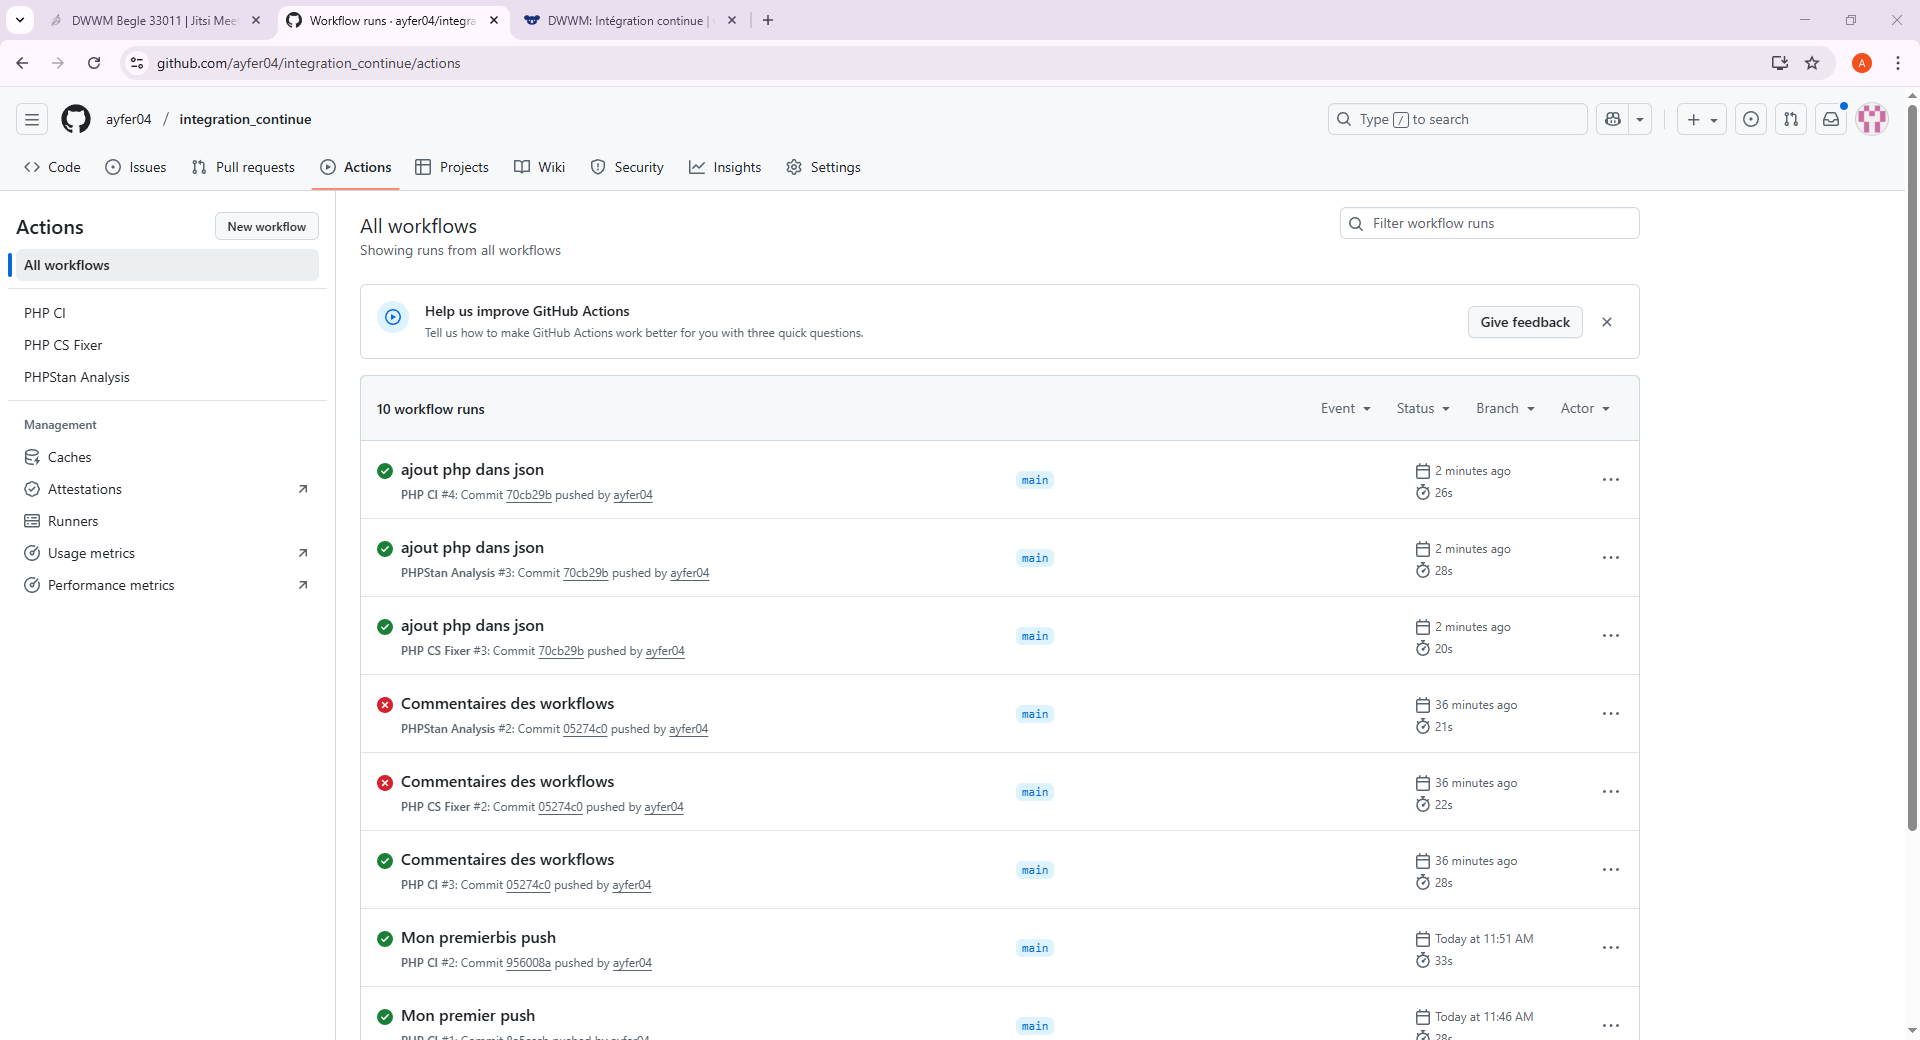 DWWM Begle 33011 | Jitsi Mee
Workflow runs · ayfer04/integra
DWWM: Intégration continue |
github.com/ayfer04/integration_continue/actions
A
ayfer04 / integration_continue
Type / to search
Code
Issues
Pull requests
Actions
Projects
Wiki
Security
Insights
Settings
Actions
New workflow
All workflows
PHP CI
PHP CS Fixer
PHPStan Analysis
Management
Caches
Attestations
Runners
Usage metrics
Performance metrics
All workflows
Showing runs from all workflows
Filter workflow runs
Help us improve GitHub Actions
Tell us how to make GitHub Actions work better for you with three quick questions.
Give feedback
10 workflow runs
Event
Status
Branch
Actor
ajout php dans json
PHP CI #4: Commit 70cb29b pushed by ayfer04
main
2 minutes ago
26s
ajout php dans json
PHPStan Analysis #3: Commit 70cb29b pushed by ayfer04
main
2 minutes ago
28s
ajout php dans json
PHP CS Fixer #3: Commit 70cb29b pushed by ayfer04
main
2 minutes ago
20s
Commentaires des workflows
PHPStan Analysis #2: Commit 05274c0 pushed by ayfer04
main
36 minutes ago
21s
Commentaires des workflows
PHP CS Fixer #2: Commit 05274c0 pushed by ayfer04
main
36 minutes ago
22s
Commentaires des workflows
PHP CI #3: Commit 05274c0 pushed by ayfer04
main
36 minutes ago
28s
Mon premierbis push
PHP CI #2: Commit 956008a pushed by ayfer04
main
Today at 11:51 AM
33s
Mon premier push
PHP CI #1: Commit pushed by ayfer04
main
Today at 11:46 AM
28s